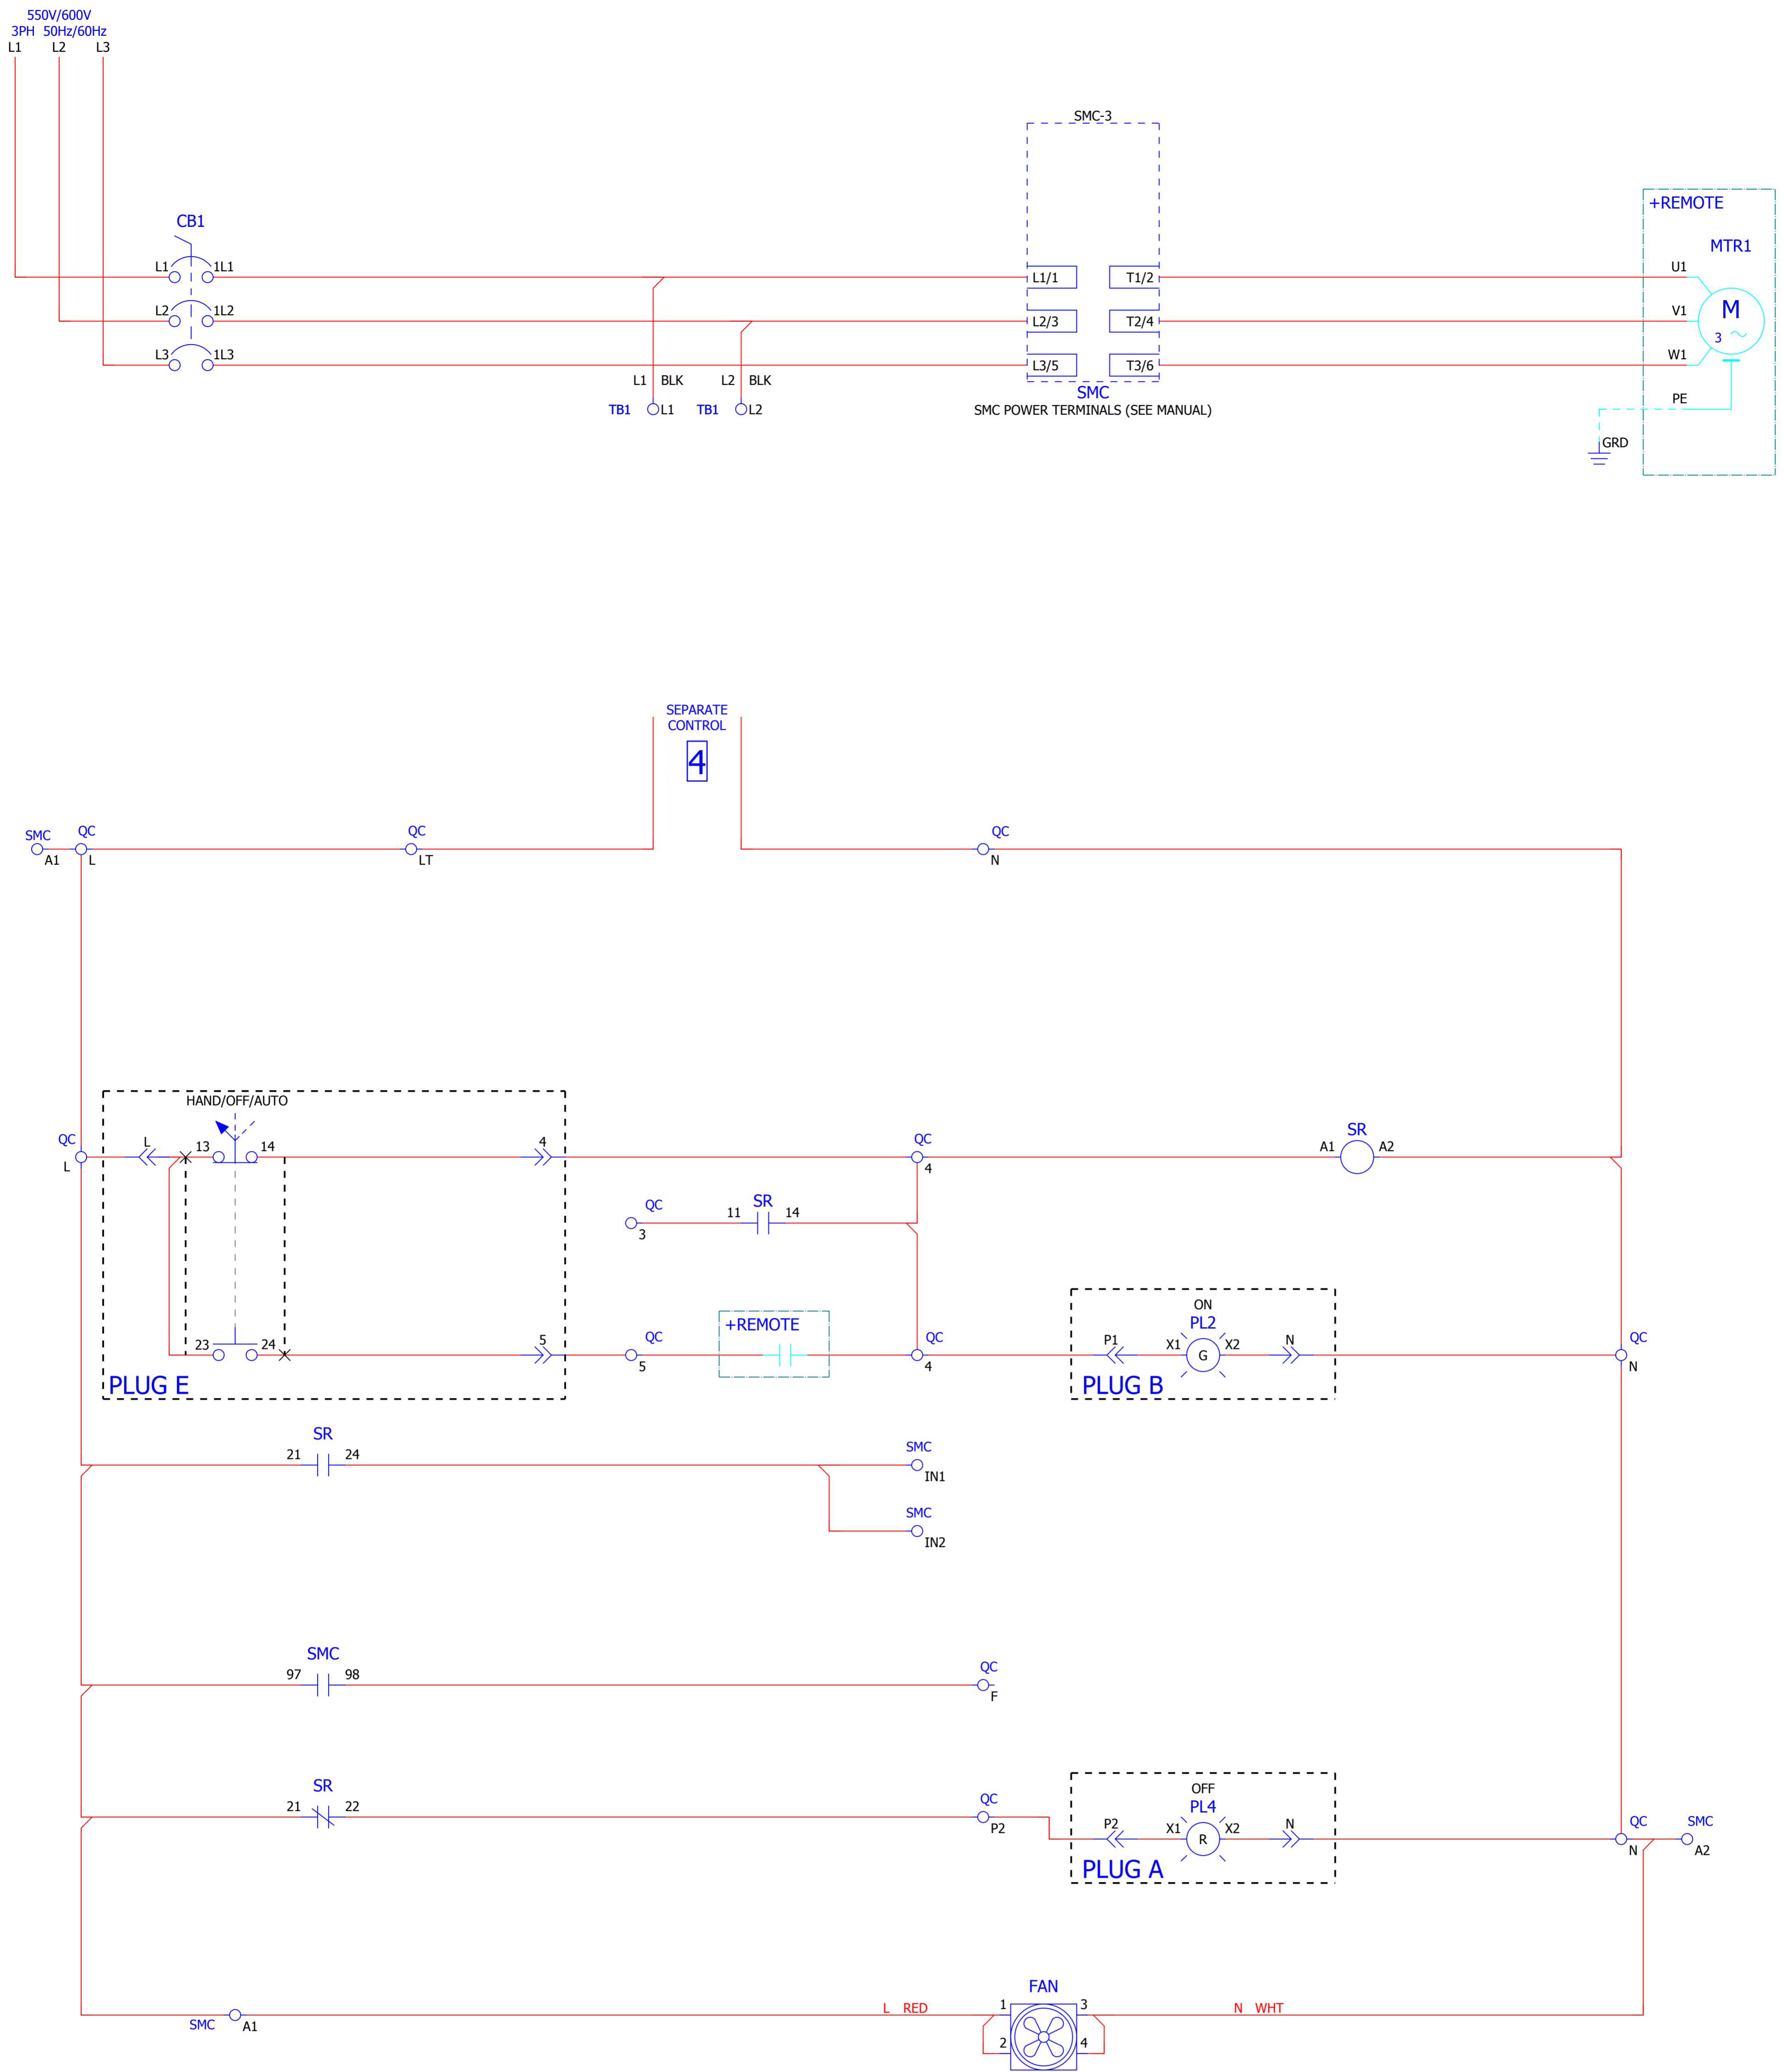 550V/600V
3PH 50Hz/60Hz
L1 L2 L3
SMC-3
+REMOTE
CB1
MTR1
L1 1L1 L1/1 T1/2 U1
L2 1L2 L2/3 T2/4 V1
M
3
L3 1L3 L3/5 T3/6 W1
L1 BLK L2 BLK
SMC
TB1 L1 TB1 L2
SMC POWER TERMINALS (SEE MANUAL)
PE
GRD
SEPARATE
CONTROL
4
SMC QC QC QC
A1 L LT N
HAND/OFF/AUTO
QC L 13 14 4 QC SR
A1 A2
L 4
QC SR
11 14
3
ON
+REMOTE PL2
23 24 5 QC P1 X1 G X2 N QC
5 4 N
PLUG E PLUG B
SR SMC
21 24
IN1
SMC
IN2
SMC QC
97 98
F
OFF
SR QC PL4
21 22 P2
P2 X1 R X2 N QC SMC
N A2
PLUG A
FAN
L RED 1 3 N WHT
SMC A1
2 4